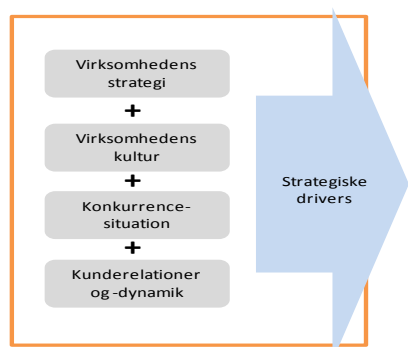 Virksomhedens
strategi
+
Virksomhedens
kultur
+
Konkurrence-
situation
+
Kunderelationer
og -dynamik
Strategiske
drivers